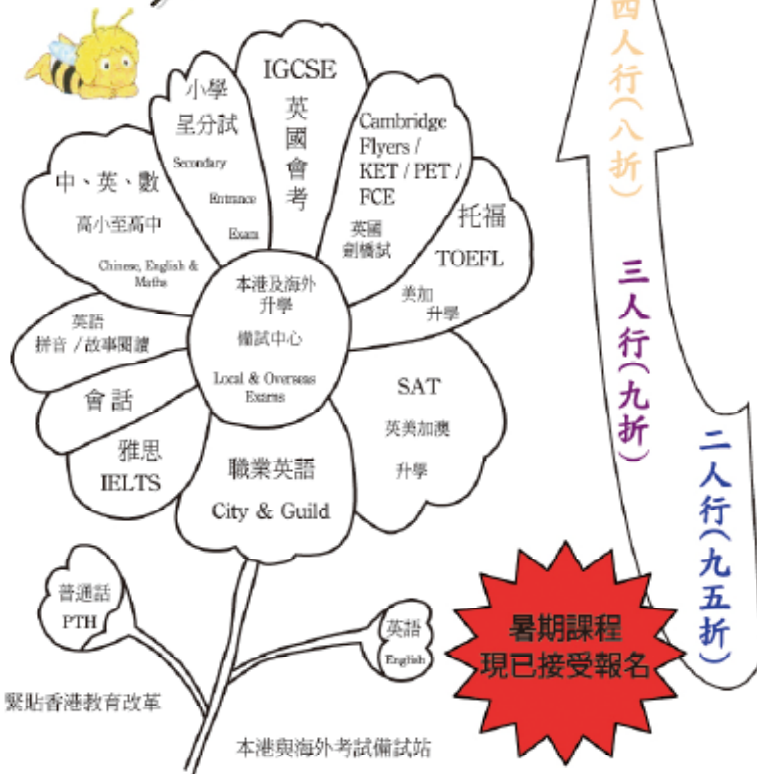 IGCSE
英國會考
小學
呈分試
Secondary
Entrance
Exam
Cambridge
Flyers /
KET / PET /
FCE
英國
劍橋試
中、英、數
高小至高中
Chinese, English &
Maths
托福
TOEFL
美加
升學
英語
拼音 / 故事閱讀
本港及海外
升學
備試中心
Local & Overseas
Exams
會話
SAT
英美加澳
升學
雅思
IELTS
職業英語
City & Guild
普通話
PTH
英語
English
緊貼香港教育改革
本港與海外考試備試站
四人行(八折)
三人行(九折)
二人行(九五折)
暑期課程
現已接受報名